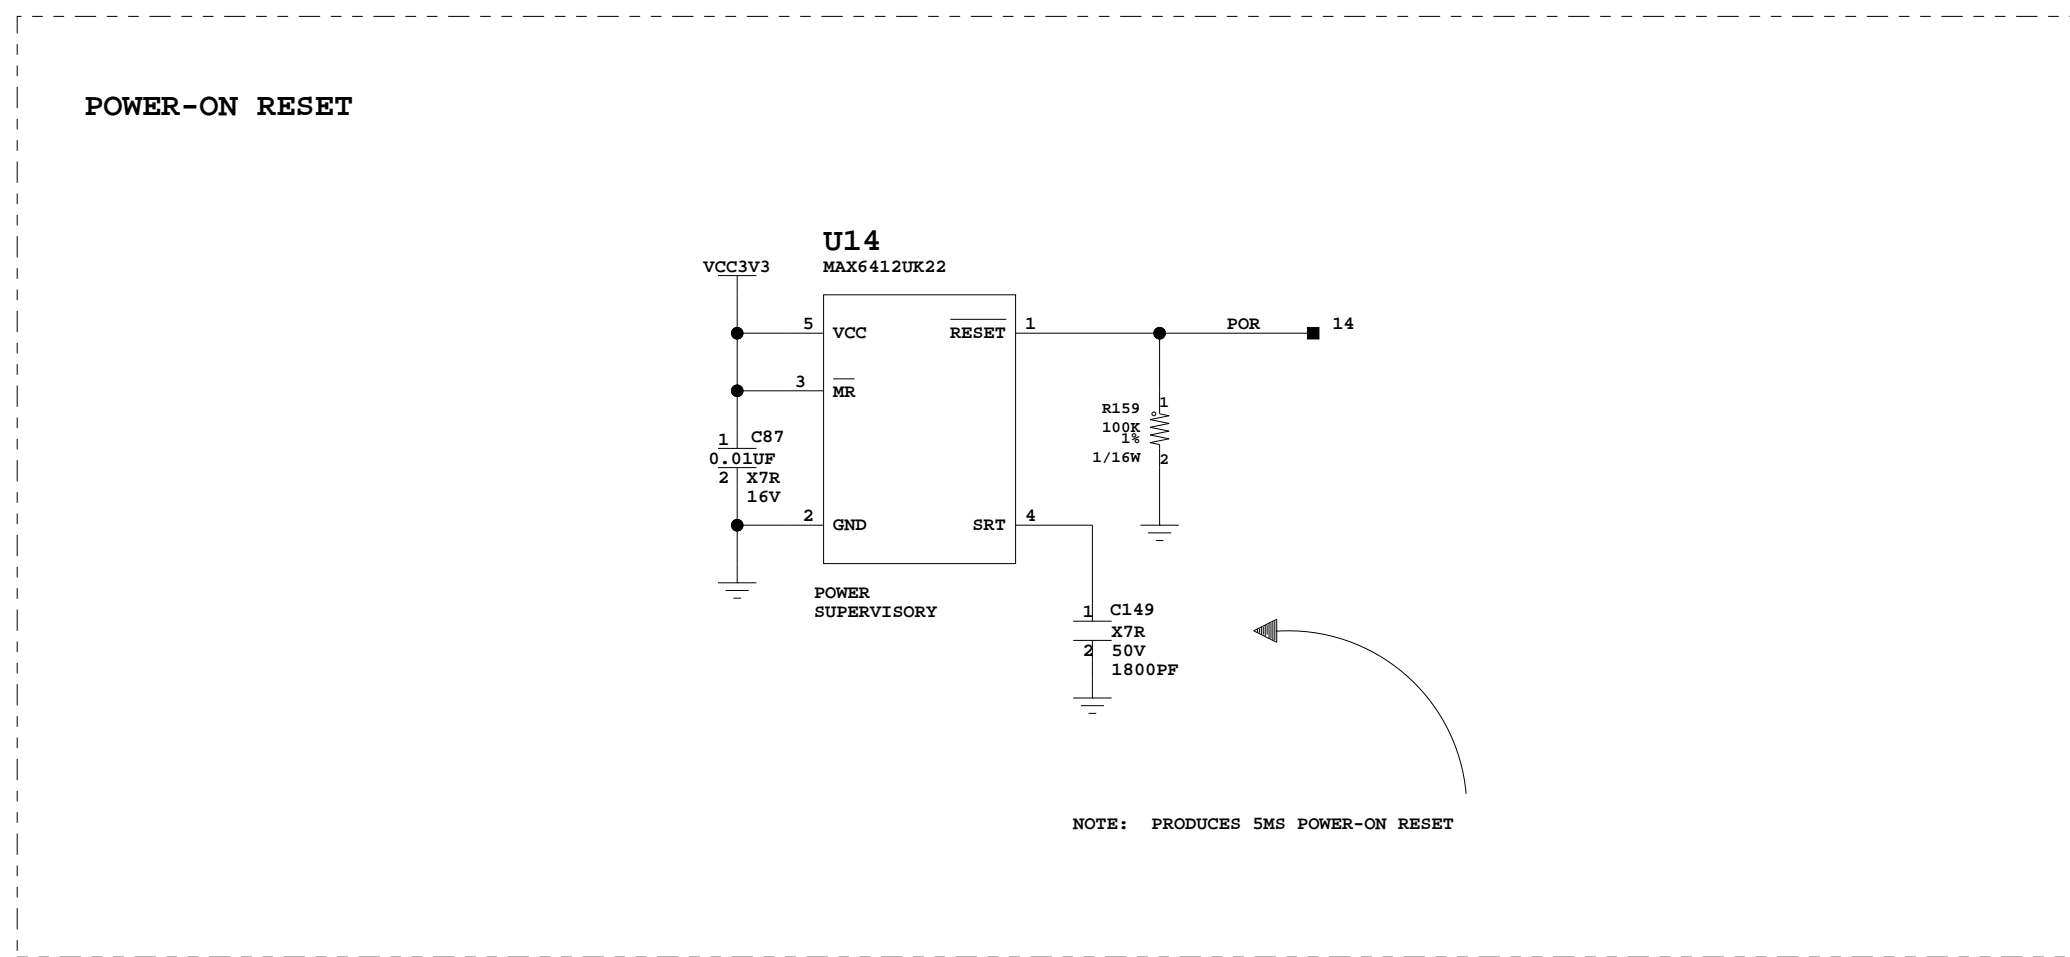 POWER-ON RESET
U14
MAX6412UK22
VCC3V3
5
VCC
RESET
1
POR
14
3
MR
1
C87
0.01UF
2
X7R
16V
R159
1
100K
1%
1/16W
2
2
GND
SRT
4
POWER
SUPERVISORY
1
C149
X7R
2
50V
1800PF
NOTE: PRODUCES 5MS POWER-ON RESET